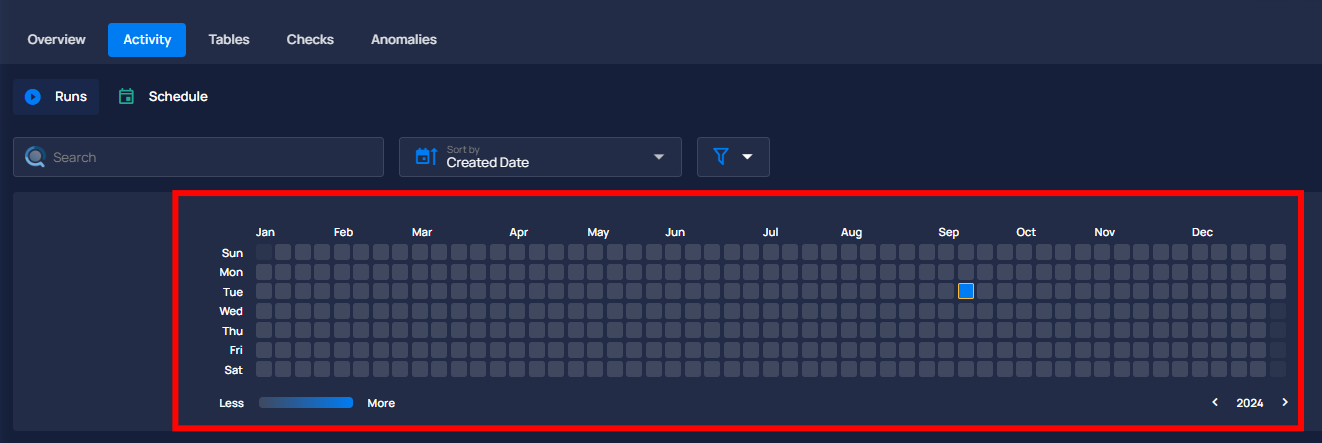 Overview Activity Tables Checks Anomalies
Runs Schedule
Search
Sort by
Created Date
Jan Feb Mar Apr May Jun Jul Aug Sep Oct Nov Dec
Sun
Mon
Tue
Wed
Thu
Fri
Sat
Less More 2024